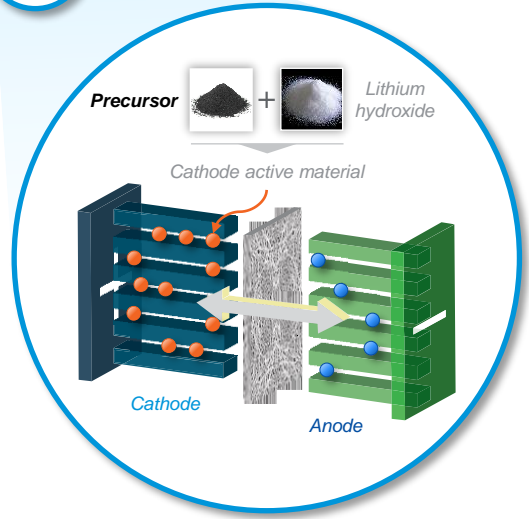 Precursor
+
Lithium
hydroxide
Cathode active material
Cathode
Anode